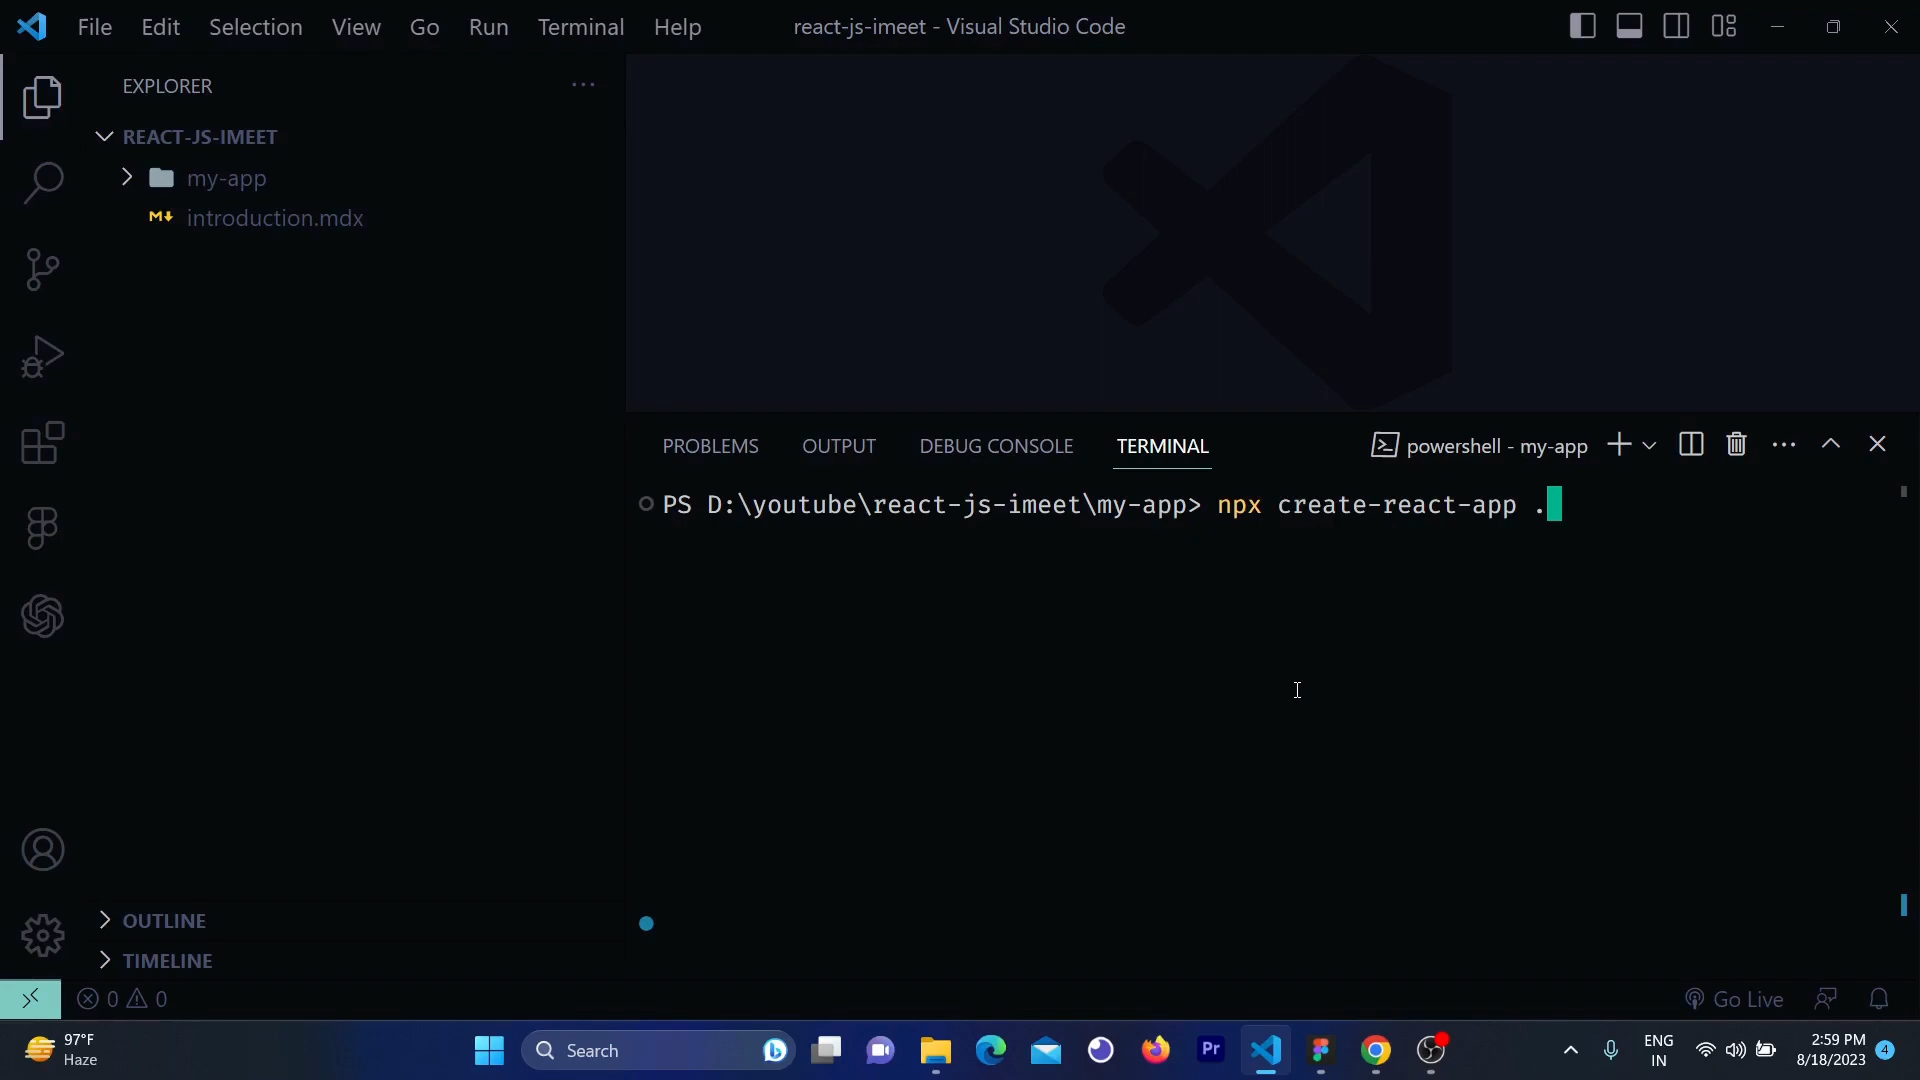 File Edit Selection View Go Run Terminal Help
react-js-imeet - Visual Studio Code
EXPLORER
REACT-JS-IMEET
my-app
introduction.mdx
PROBLEMS OUTPUT DEBUG CONSOLE TERMINAL
powershell - my-app
PS D:\youtube\react-js-imeet\my-app> npx create-react-app .
OUTLINE
TIMELINE
0 0
Go Live
97°F
Haze
Search
Pr
ENG
IN
2:59 PM
8/18/2023
4